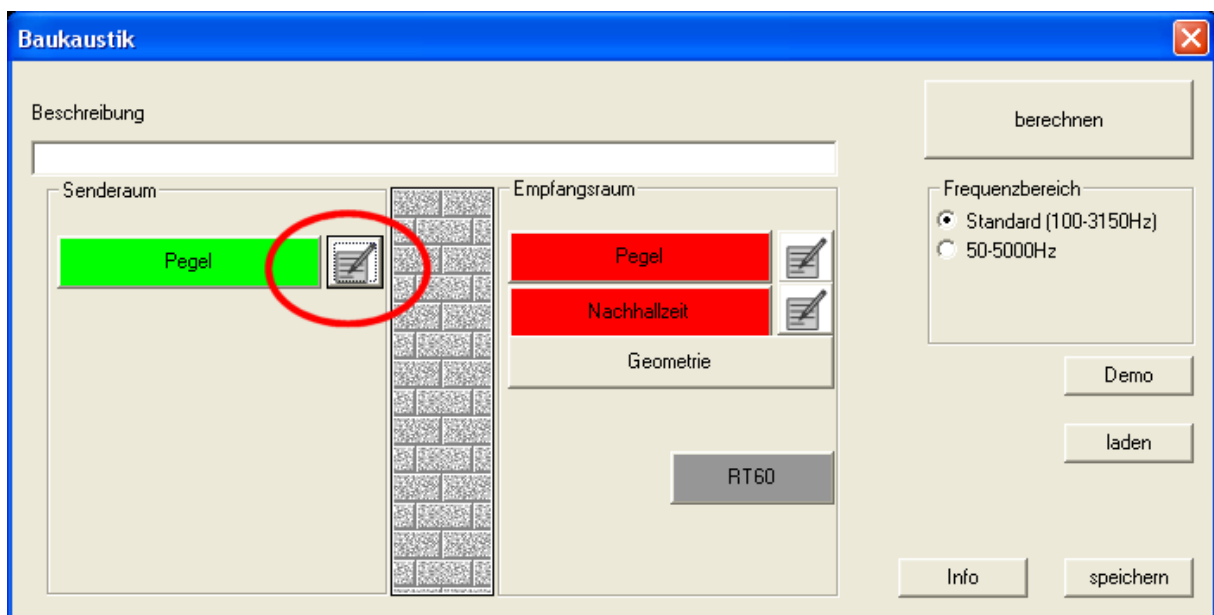 Baukaustik
Beschreibung
berechnen
Senderaum
Empfangsraum
Frequenzbereich
Standard (100-3150Hz)
50-5000Hz
Pegel
Pegel
Nachhallzeit
Geometrie
Demo
laden
RT60
Info
speichern